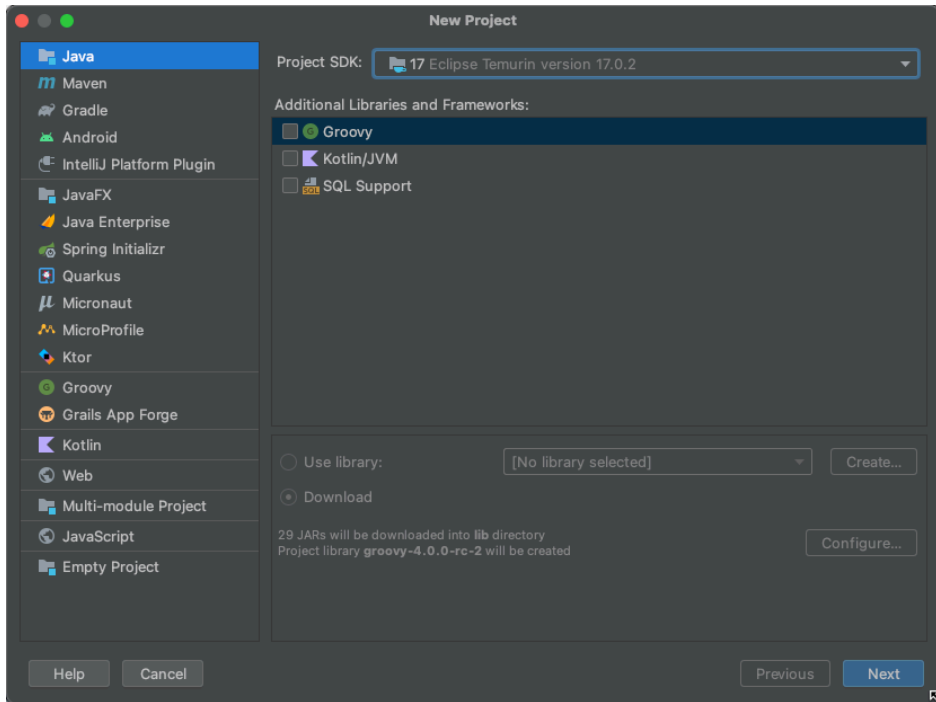 New Project
Java
Maven
Gradle
Android
IntelliJ Platform Plugin
JavaFX
Java Enterprise
Spring Initializr
Quarkus
Micronaut
MicroProfile
Ktor
Groovy
Grails App Forge
Kotlin
Web
Multi-module Project
JavaScript
Empty Project
Project SDK: 17 Eclipse Temurin version 17.0.2
Additional Libraries and Frameworks:
Groovy
Kotlin/JVM
SQL Support
Use library: [No library selected] Create...
Download
29 JARs will be downloaded into lib directory
Project library groovy-4.0.0-rc-2 will be created
Configure...
Help Cancel Previous Next